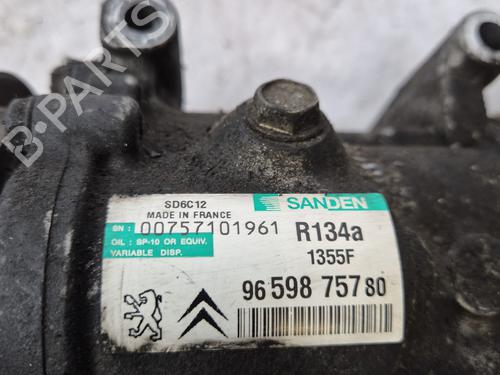 B-PARTS
SD6C12
MADE IN FRANCE
SANDEN
SN : 00757101961
R134a
OIL : SP-10 OR EQUIV.
VARIABLE DISP.
1355F
96 598 757 80